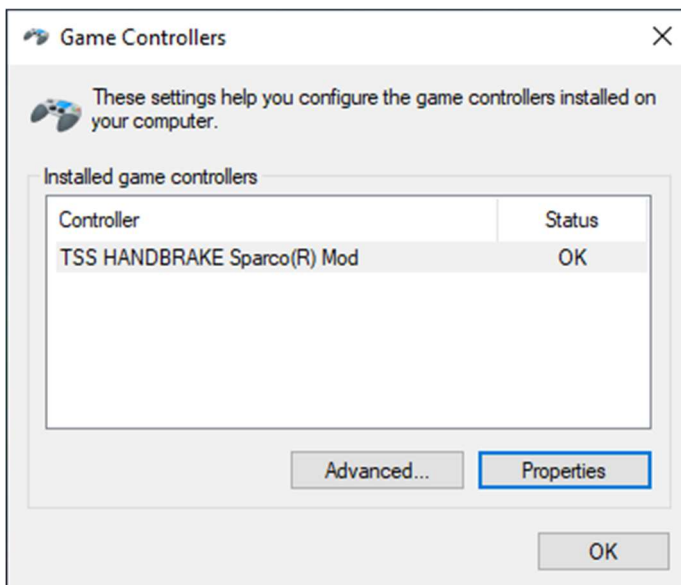 Game Controllers
These settings help you configure the game controllers installed on
your computer.
Installed game controllers
Controller Status
TSS HANDBRAKE Sparco(R) Mod OK
Advanced... Properties
OK